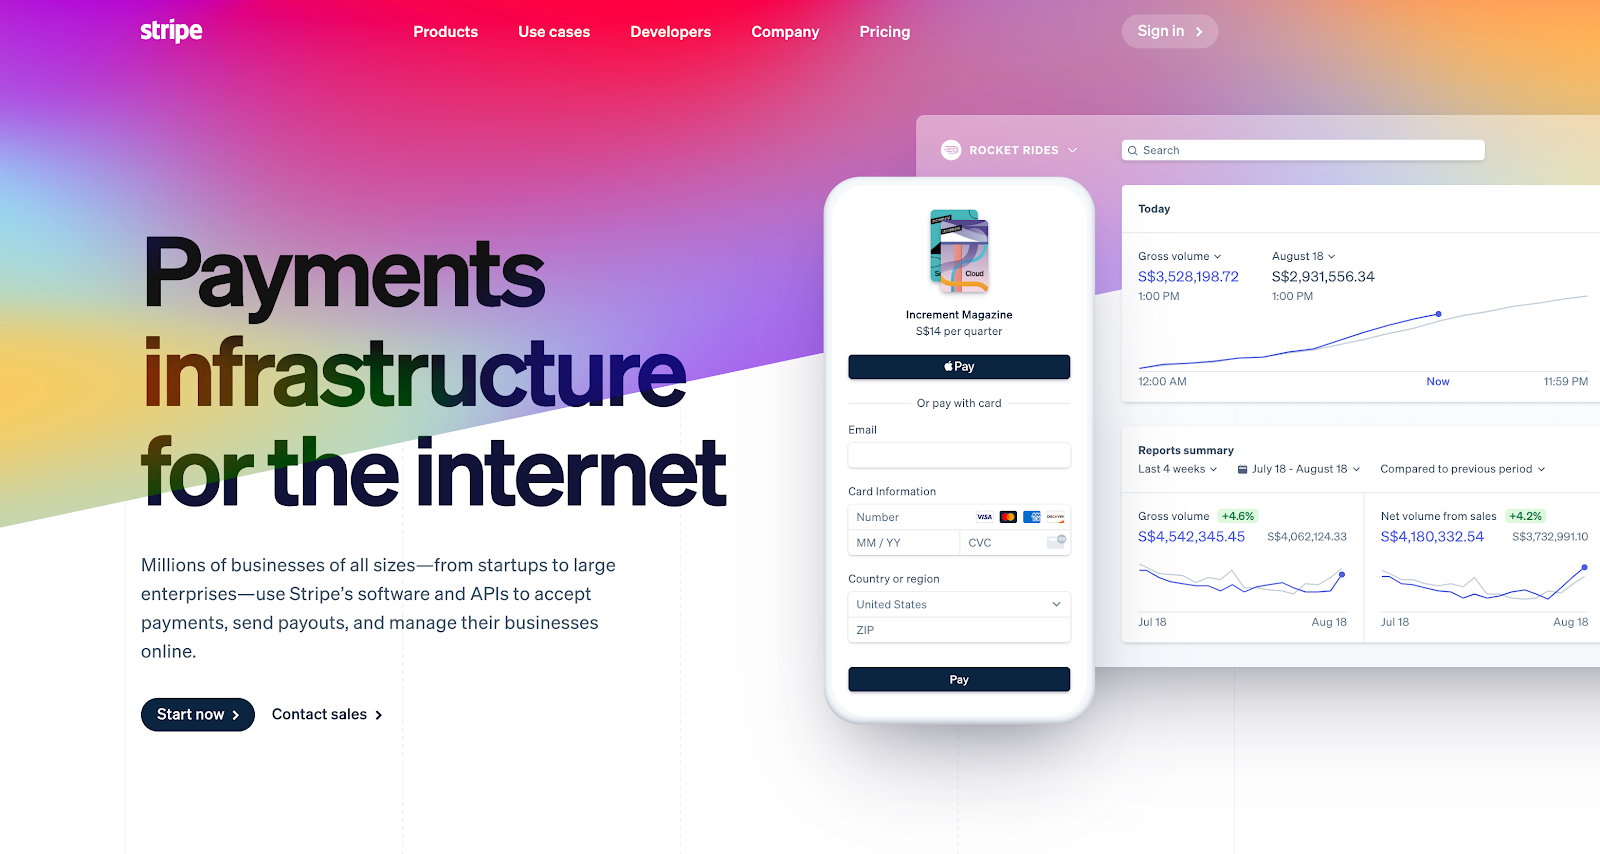 stripe
Products
Use cases
Developers
Company
Pricing
Sign in
Payments
infrastructure
for the internet
Millions of businesses of all sizes—from startups to large
enterprises—use Stripe’s software and APIs to accept
payments, send payouts, and manage their businesses
online.
Start now
Contact sales
Cloud
Increment Magazine
S$14 per quarter
Pay
Or pay with card
Email
Card Information
Number
VISA
DISCOVER
MM / YY
CVC
Country or region
United States
ZIP
Pay
ROCKET RIDES
Search
Today
Gross volume
S$3,528,198.72
1:00 PM
August 18
S$2,931,556.34
1:00 PM
12:00 AM
Now
11:59 PM
Reports summary
Last 4 weeks
July 18 - August 18
Compared to previous period
Gross volume +4.6%
S$4,542,345.45
S$4,062,124.33
Jul 18
Aug 18
Net volume from sales +4.2%
S$4,180,332.54
S$3,732,991.10
Jul 18
Aug 18